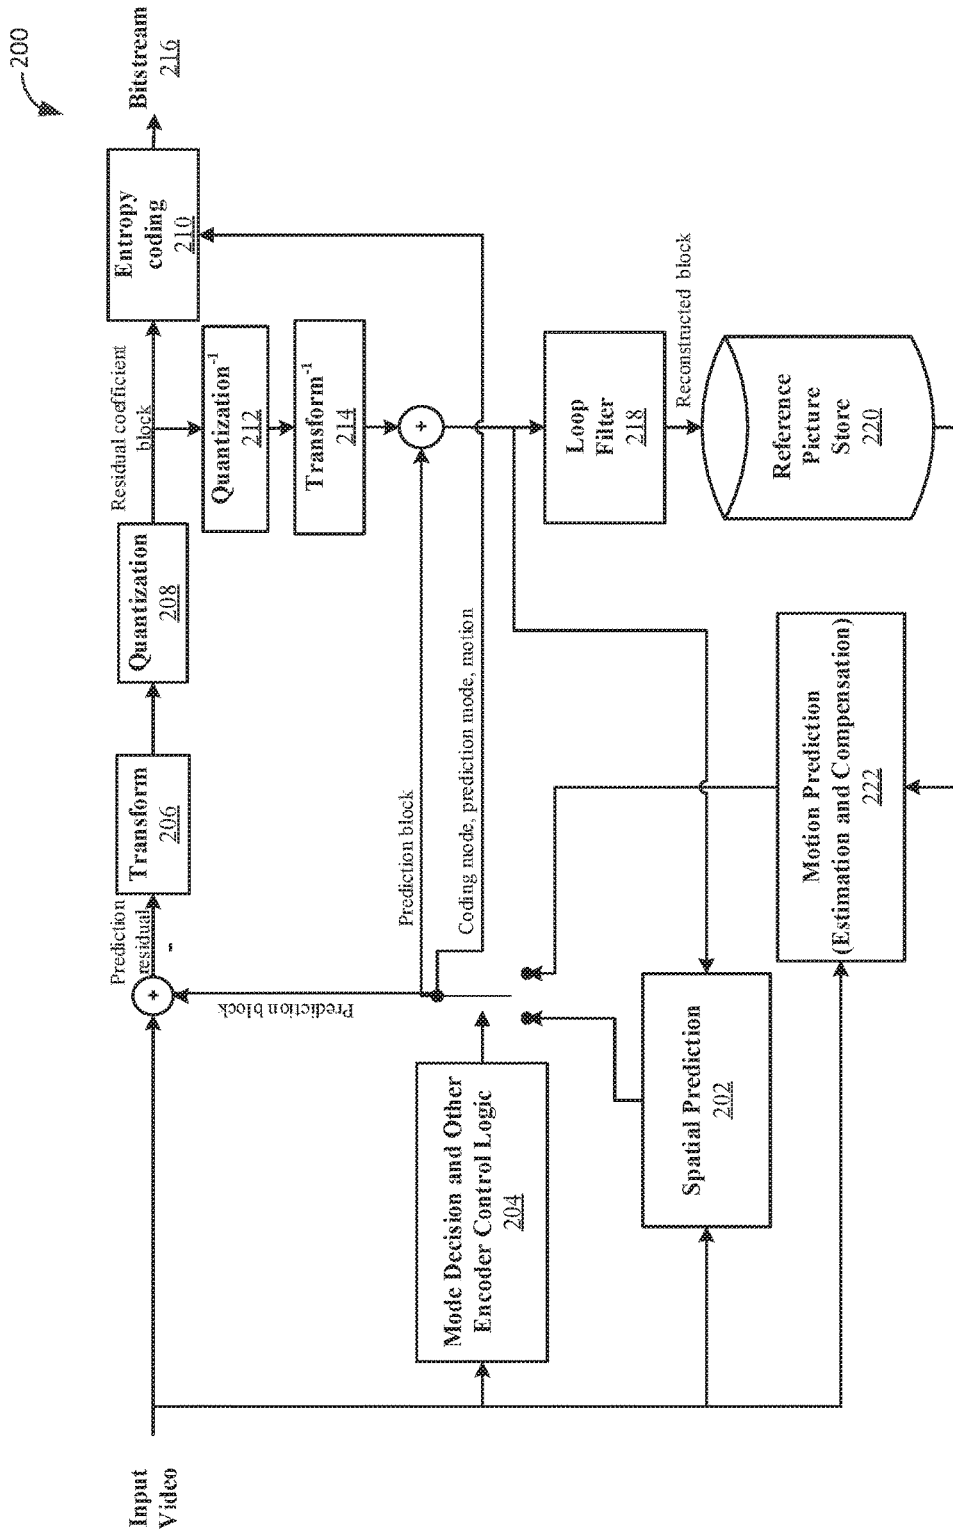 200
Input
Video
+
Prediction
residual
-
Transform
206
Quantization
208
Residual coefficient
block
Entropy
coding
210
Bitstream
216
Quantization-1
212
Transform-1
214
+
Prediction block
Prediction block
Coding mode, prediction mode, motion
Mode Decision and Other
Encoder Control Logic
204
Spatial Prediction
202
Loop
Filter
218
Reconstructed block
Reference
Picture
Store
220
Motion Prediction
(Estimation and Compensation)
222